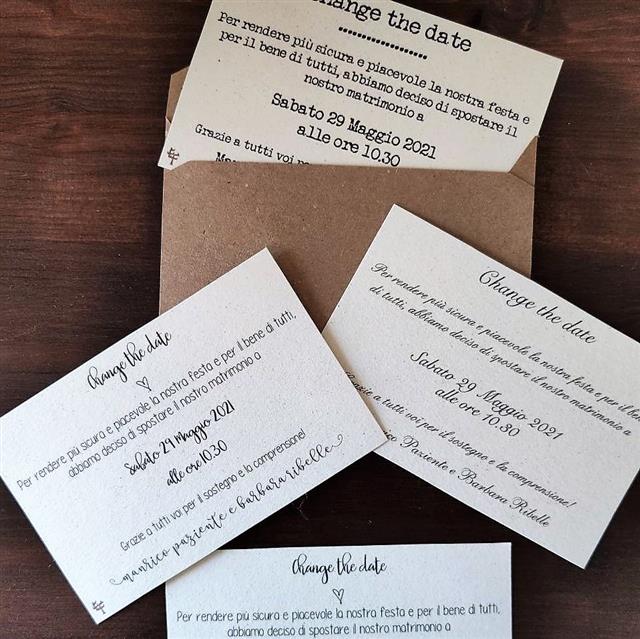 Change the date
Per rendere più sicura e piacevole la nostra festa e
per il bene di tutti, abbiamo deciso di spostare il
nostro matrimonio a
Sabato 29 Maggio 2021
alle ore 10.30
Grazie a tutti voi
Change the date
Per rendere più sicura e piacevole la nostra festa e per il bene di tutti,
abbiamo deciso di spostare il nostro matrimonio a
Sabato 29 Maggio 2021
alle ore 10.30
Grazie a tutti voi per il sostegno e la comprensione!
manrico paziente e barbara ribelle
Change the date
Per rendere più sicura e piacevole la nostra festa e per il
di tutti, abbiamo deciso di spostare il nostro matrimonio a
Sabato 29 Maggio 2021
alle ore 10.30
a tutti voi per il sostegno e la comprensione!
Paziente e Barbara Ribelle
Change the date
Per rendere più sicura e piacevole la nostra festa e per il bene di tutti,
abbiamo deciso di spostare il nostro matrimonio a